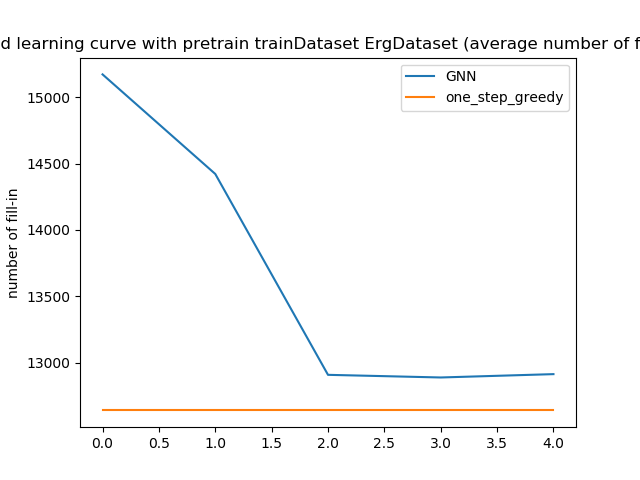 d learning curve with pretrain trainDataset ErgDataset (average number of f
GNN
one_step_greedy
number of fill-in
15000
14500
14000
13500
13000
0.0 0.5 1.0 1.5 2.0 2.5 3.0 3.5 4.0